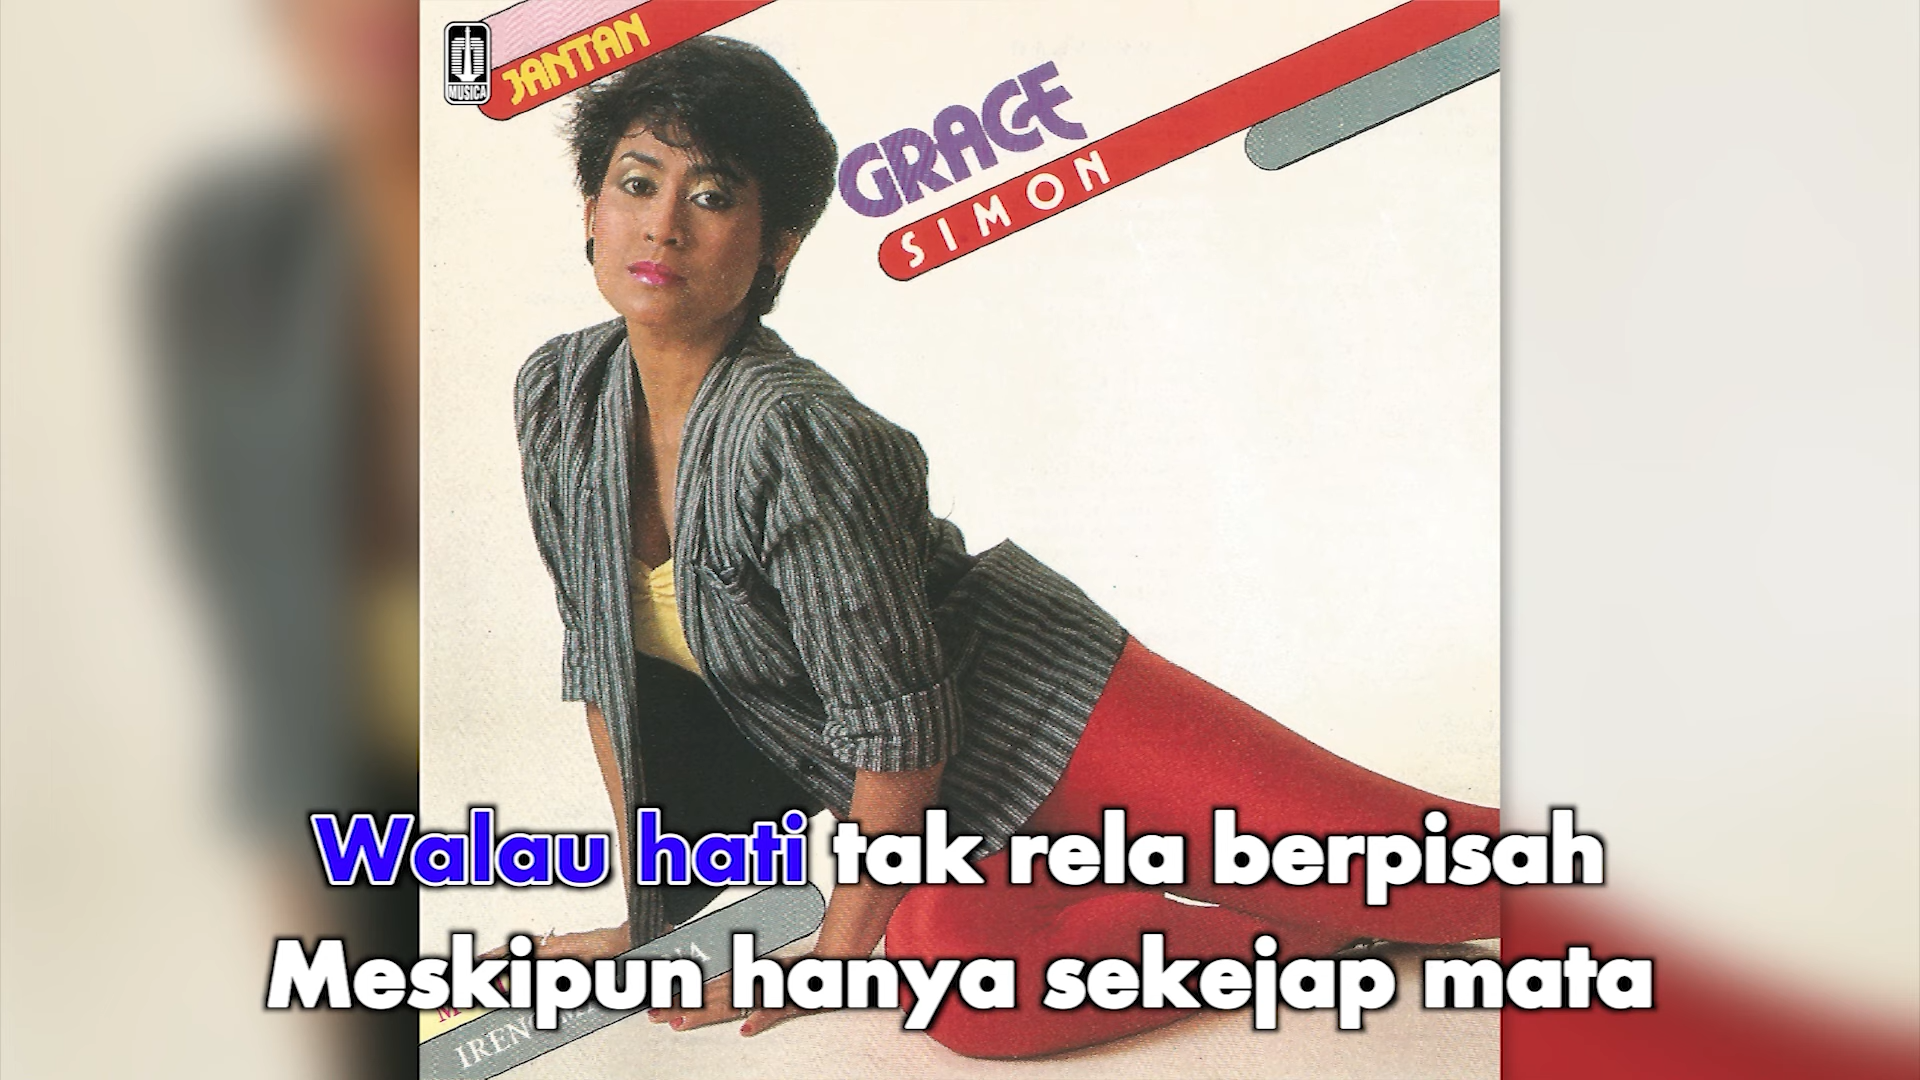 MUSICA
JANTAN
GRACE
SIMON
Walau hati tak rela berpisah
Meskipun hanya sekejap mata